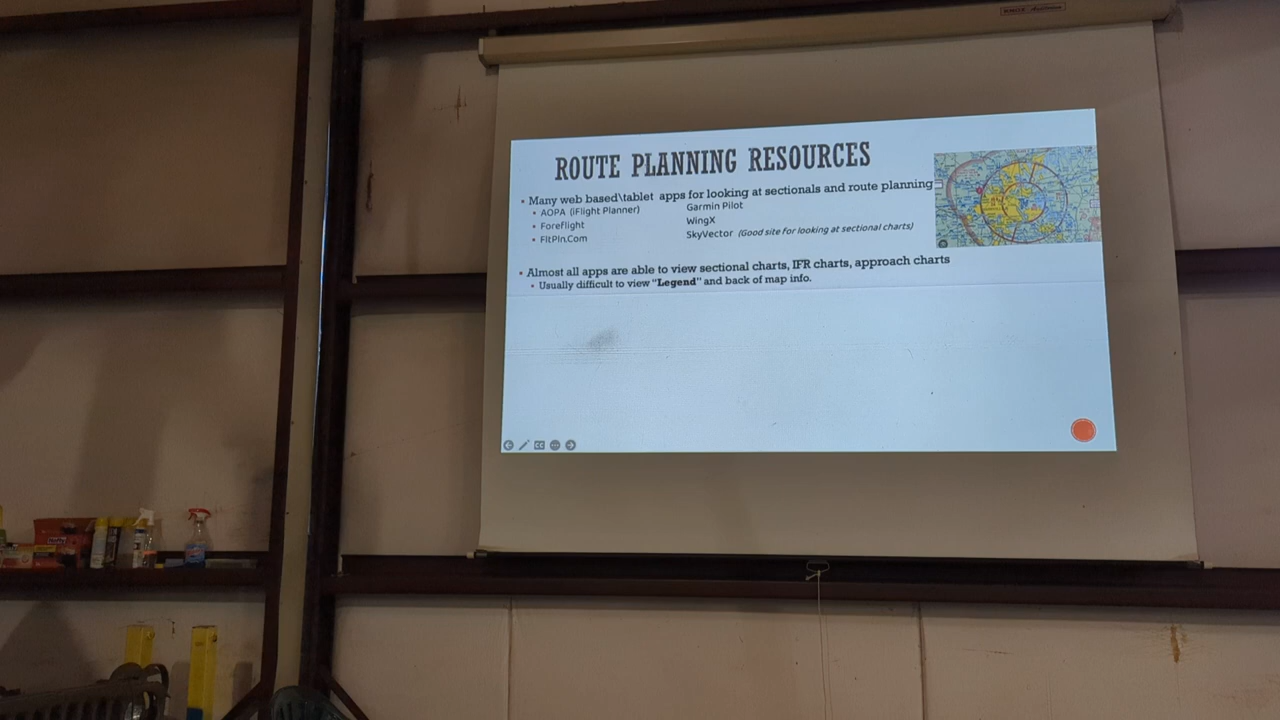 ROUTE PLANNING RESOURCES
Many web based\tablet apps for looking at sectionals and route planning
AOPA (iFlight Planner)
Foreflight
FltPln.Com
Garmin Pilot
WingX
SkyVector (Good site for looking at sectional charts)
Almost all apps are able to view sectional charts, IFR charts, approach charts
Usually difficult to view "Legend" and back of map info.